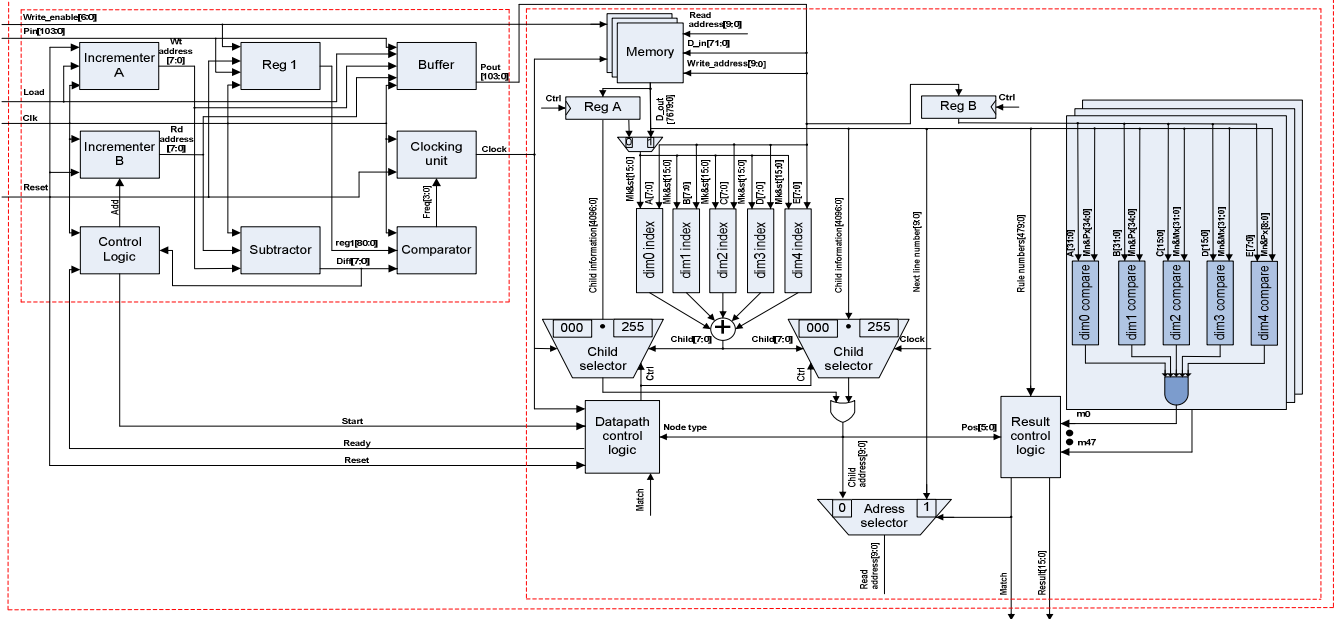 Write_enable[6:0]
Pin[103:0]
Load
Clk
Reset
Incrementer
A
Wt
address
[7:0]
Reg 1
Buffer
Pout
[103:0]
Incrementer
B
Rd
address
[7:0]
Clocking
unit
Clock
Add
Freq[3:0]
Control
Logic
Subtractor
reg1[80:0]
Diff[7:0]
Comparator
Start
Ready
Reset
Memory
Read
address[9:0]
D_in[71:0]
Write_address[9:0]
Ctrl
Reg A
D_out
[7679:0]
0
1
Reg B
Ctrl
Mk&st[15:0]
A[7:0]
Mk&st[15:0]
B[7:0]
Mk&st[15:0]
C[7:0]
Mk&st[15:0]
D[7:0]
Mk&st[15:0]
E[7:0]
dim0 index
dim1 index
dim2 index
dim3 index
dim4 index
Child information[4096:0]
Child information[4096:0]
Next line number[9:0]
Rule numbers[479:0]
A[31:0]
Mn&Px[34:0]
B[31:0]
Mn&Px[34:0]
C[15:0]
Mn&Mx[31:0]
D[15:0]
Mn&Mx[31:0]
E[7:0]
Mn&Px[8:0]
dim0 compare
dim1 compare
dim2 compare
dim3 compare
dim4 compare
000
255
Child
selector
+
Child[7:0]
Child[7:0]
000
255
Child
selector
Clock
Ctrl
Ctrl
Datapath
control
logic
Node type
Pos[5:0]
Result
control
logic
m0
m47
Match
Child
address[9:0]
0
Adress
selector
1
Read
address[9:0]
Match
Result[15:0]